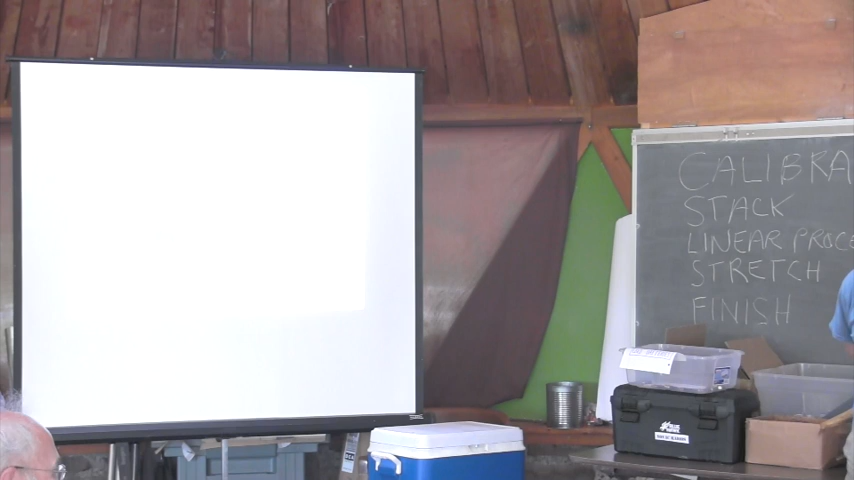 CALIBRA
STACK
LINEAR PROCE
STRETCH
FINISH